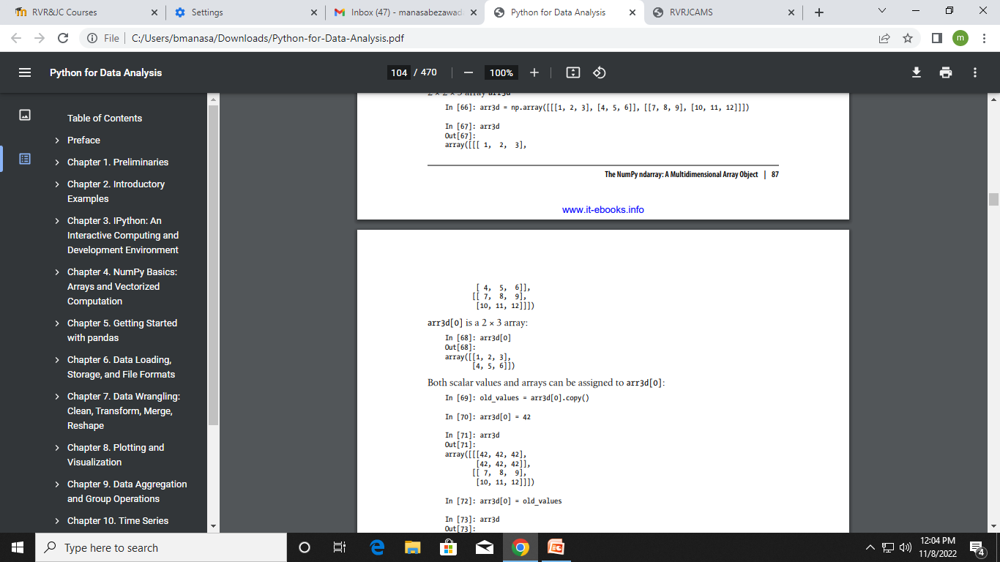 RVR&JC Courses
Settings
Inbox (47) - manasabezawad
Python for Data Analysis
RVRJCAMS
File
C:/Users/bmanasa/Downloads/Python-for-Data-Analysis.pdf
m
Python for Data Analysis
104 / 470
100%
Table of Contents
Preface
Chapter 1. Preliminaries
Chapter 2. Introductory
Examples
Chapter 3. IPython: An
Interactive Computing and
Development Environment
Chapter 4. NumPy Basics:
Arrays and Vectorized
Computation
Chapter 5. Getting Started
with pandas
Chapter 6. Data Loading,
Storage, and File Formats
Chapter 7. Data Wrangling:
Clean, Transform, Merge,
Reshape
Chapter 8. Plotting and
Visualization
Chapter 9. Data Aggregation
and Group Operations
Chapter 10. Time Series
2 × 2 × 3 array arr3d
In [66]: arr3d = np.array([[[1, 2, 3], [4, 5, 6]], [[7, 8, 9], [10, 11, 12]]])
In [67]: arr3d
Out[67]:
array([[[ 1, 2, 3],
The NumPy ndarray: A Multidimensional Array Object | 87
www.it-ebooks.info
[ 4, 5, 6]],
[[ 7, 8, 9],
[10, 11, 12]]])
arr3d[0] is a 2 × 3 array:
In [68]: arr3d[0]
Out[68]:
array([[1, 2, 3],
[4, 5, 6]])
Both scalar values and arrays can be assigned to arr3d[0]:
In [69]: old_values = arr3d[0].copy()
In [70]: arr3d[0] = 42
In [71]: arr3d
Out[71]:
array([[[42, 42, 42],
[42, 42, 42]],
[[ 7, 8, 9],
[10, 11, 12]]])
In [72]: arr3d[0] = old_values
In [73]: arr3d
Out[73]:
Type here to search
12:04 PM
11/8/2022
4